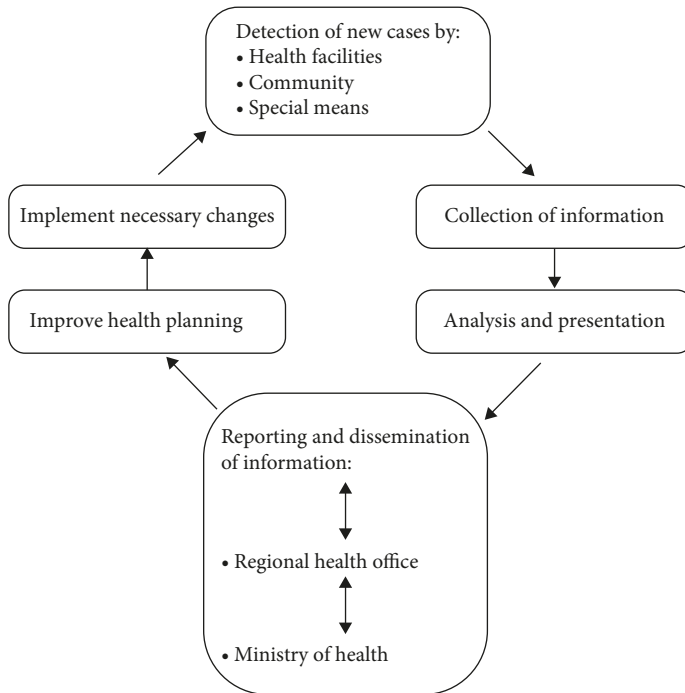 Detection of new cases by:
• Health facilities
• Community
• Special means
Implement necessary changes
Collection of information
Improve health planning
Analysis and presentation
Reporting and dissemination
of information:
• Regional health office
• Ministry of health